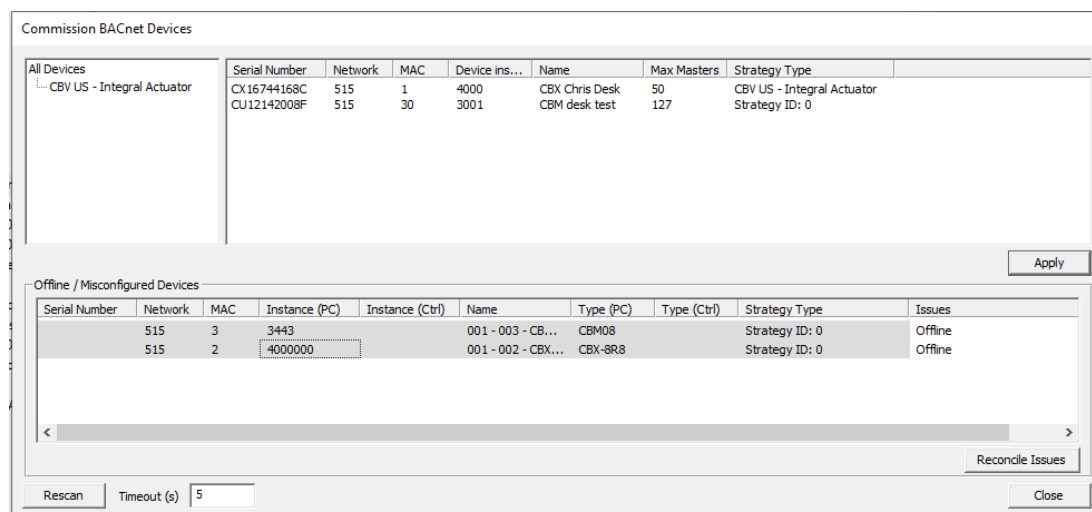 Commission BACnet Devices
All Devices
CBV US - Integral Actuator
Serial Number Network MAC Device ins... Name Max Masters Strategy Type
CX16744168C 515 1 4000 CBX Chris Desk 50 CBV US - Integral Actuator
CU12142008F 515 30 3001 CBM desk test 127 Strategy ID: 0
Apply
Offline / Misconfigured Devices
Serial Number Network MAC Instance (PC) Instance (Ctrl) Name Type (PC) Type (Ctrl) Strategy Type Issues
515 3 3443 001 - 003 - CB... CBM08 Strategy ID: 0 Offline
515 2 4000000 001 - 002 - CBX... CBX-8R8 Strategy ID: 0 Offline
Reconcile Issues
Rescan Timeout (s) 5 Close